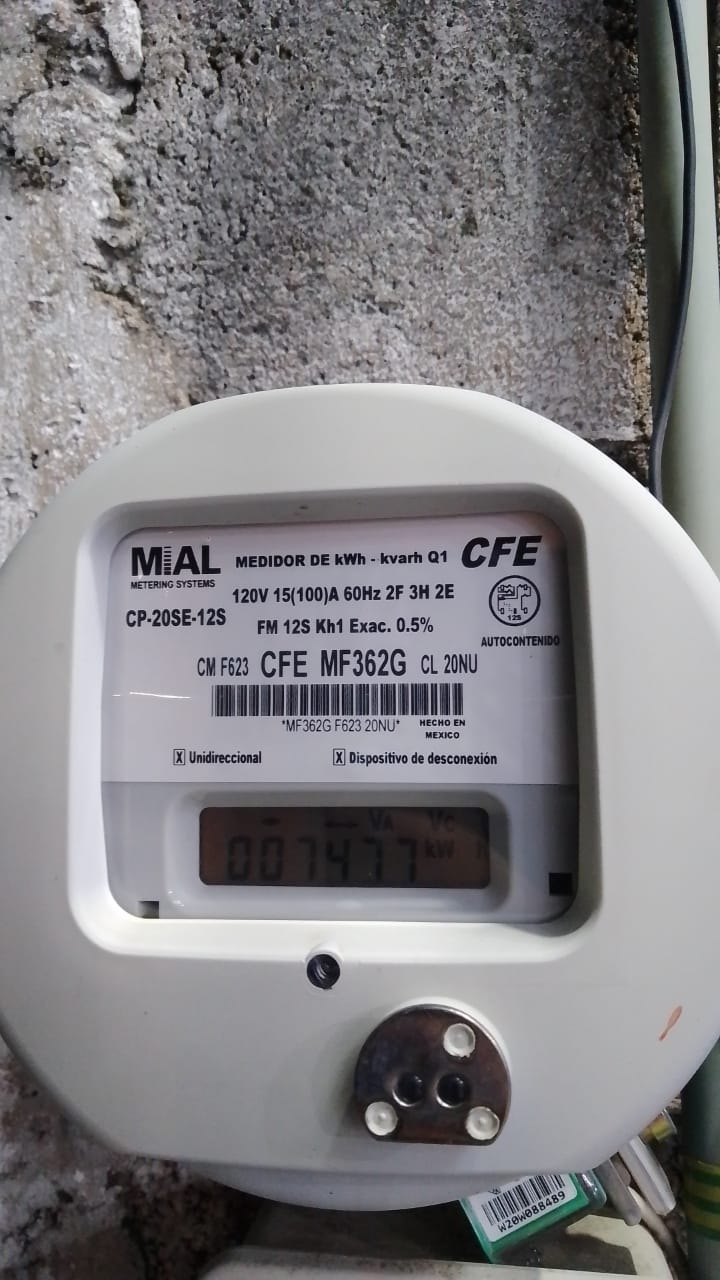 MIAL
METERING SYSTEMS
MEDIDOR DE kWh - kvarh Q1
CFE
120V 15(100)A 60Hz 2F 3H 2E
CP-20SE-12S
FM 12S Kh1 Exac. 0.5%
12S
AUTOCONTENIDO
CM F623 CFE MF362G CL 20NU
*MF362G F623 20NU*
HECHO EN
MEXICO
X Unidireccional
X Dispositivo de desconexión
VA VC
007477 kW h
W20W088489